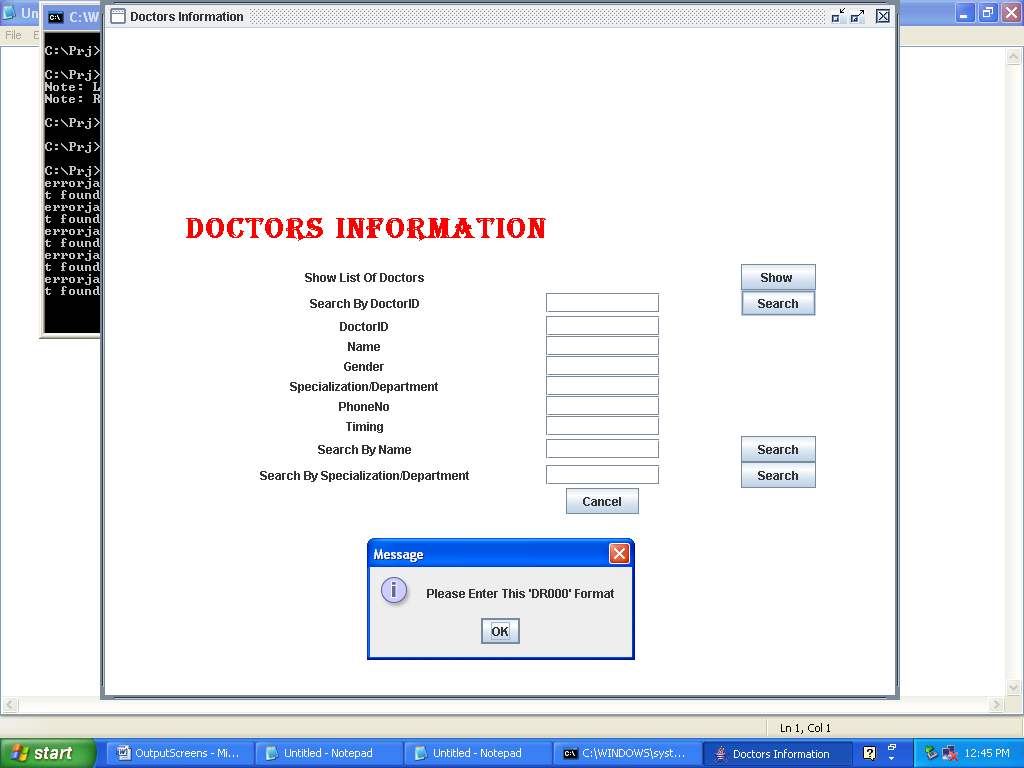 Un
C:\W
Doctors Information
File E
C:\Prj>
C:\Prj>
Note: L
Note: R
C:\Prj>
C:\Prj>
C:\Prj>
errorja
t found
errorja
t found
errorja
t found
errorja
t found
errorja
t found
DOCTORS INFORMATION
Show List Of Doctors Show
Search By DoctorID Search
DoctorID
Name
Gender
Specialization/Department
PhoneNo
Timing
Search By Name Search
Search By Specialization/Department Search
Cancel
Message
Please Enter This 'DR000' Format
OK
Ln 1, Col 1
start OutputScreens - Mi... Untitled - Notepad Untitled - Notepad C:\WINDOWS\syst... Doctors Information 12:45 PM